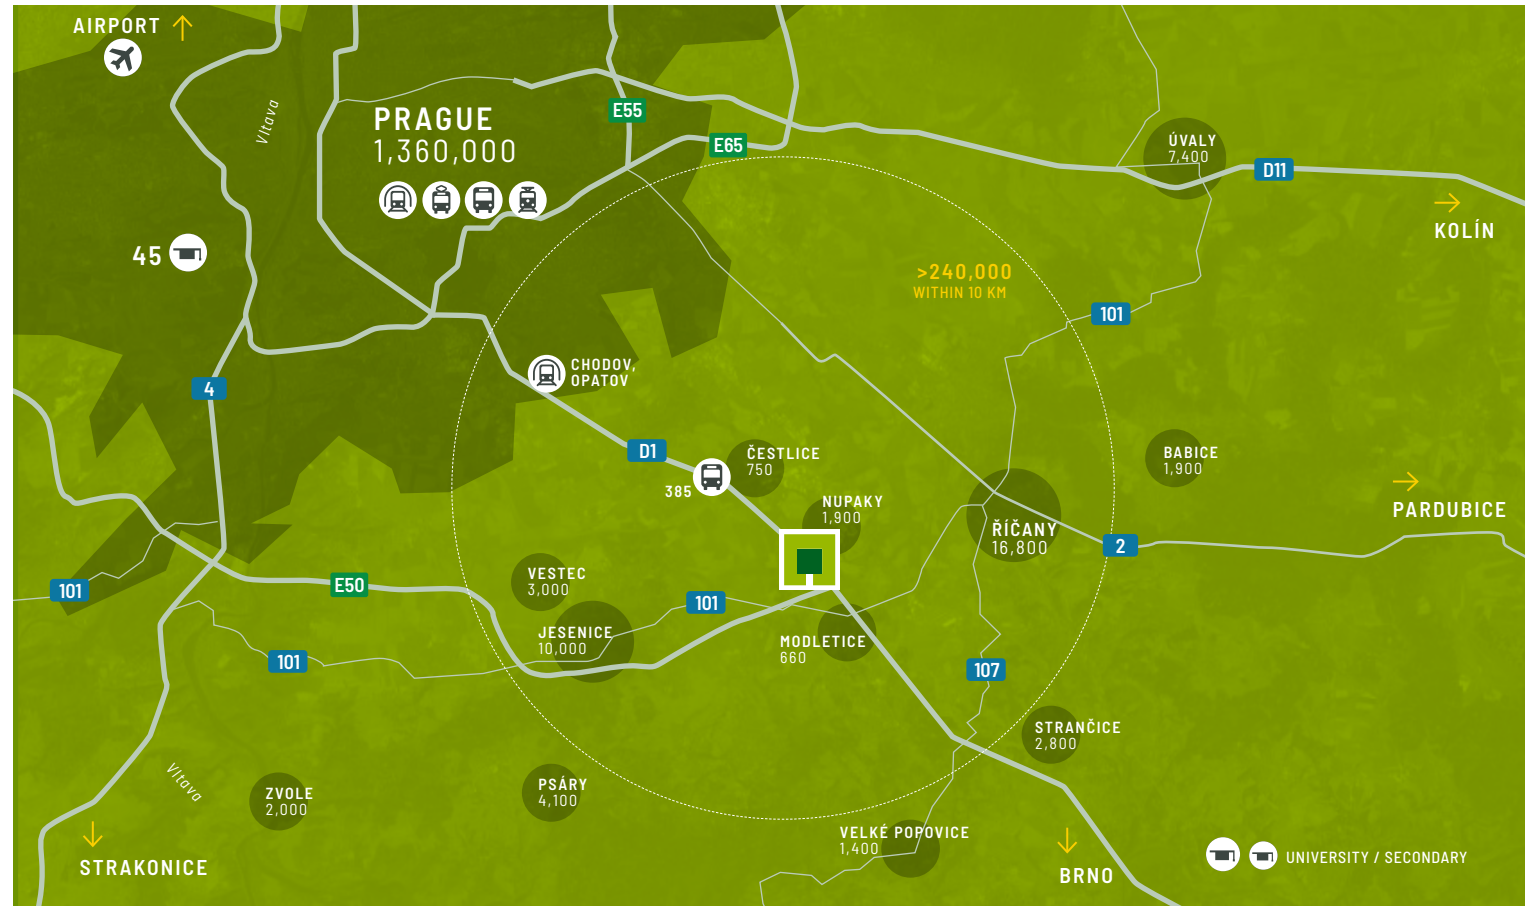 AIRPORT
Vltava
PRAGUE
1,360,000
E55
E65
ÚVALY
7,400
D11
KOLÍN
45
>240,000
WITHIN 10 KM
101
4
CHODOV,
OPATOV
D1
385
ČESTLICE
750
BABICE
1,900
PARDUBICE
NUPAKY
1,900
ŘÍČANY
16,800
2
101
E50
VESTEC
3,000
101
JESENICE
10,000
MODLETICE
660
101
107
STRANČICE
2,800
Vltava
ZVOLE
2,000
PSÁRY
4,100
VELKÉ POPOVICE
1,400
STRAKONICE
BRNO
UNIVERSITY / SECONDARY